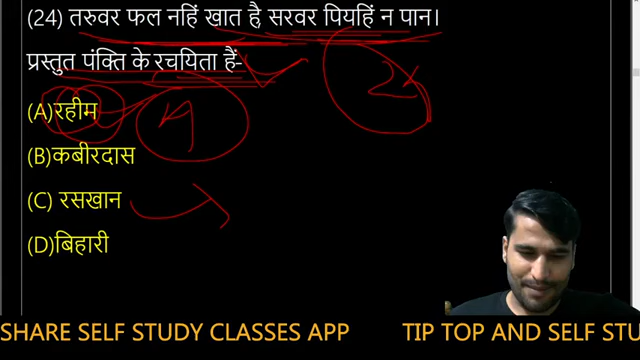 (24) तरुवर फल नहिं खात है सरवर पियहिं न पान।
प्रस्तुत पंक्ति के रचयिता हैं-
(A)रहीम
(B)कबीरदास
(C) रसखान
(D)बिहारी
SHARE SELF STUDY CLASSES APP TIP TOP AND SELF STU